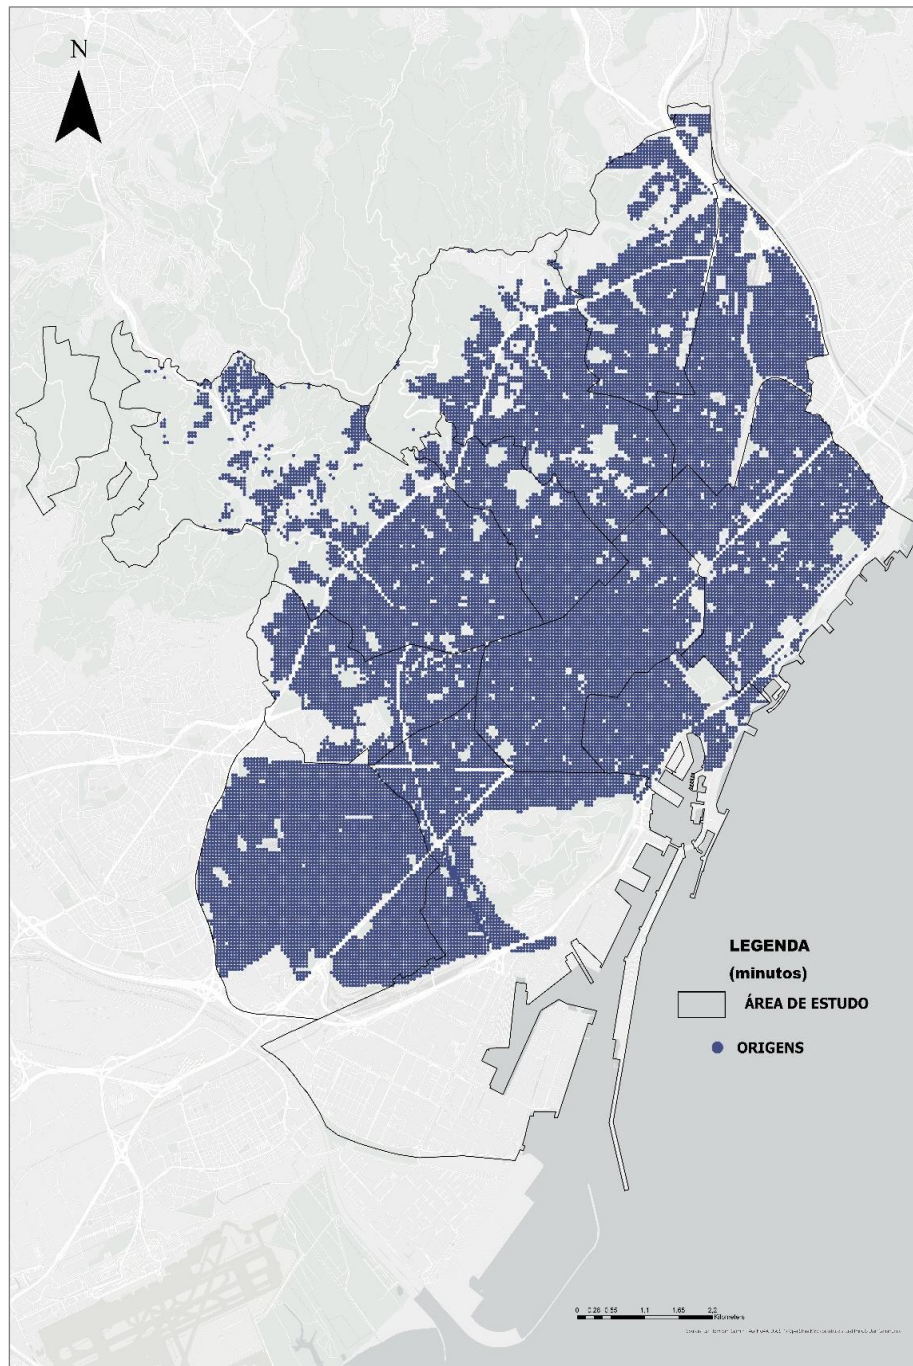 N
LEGENDA
(minutos)
ÁREA DE ESTUDO
ORIGENS
0 0,28 0,55 1,1 1,65 2,2
Kilometers